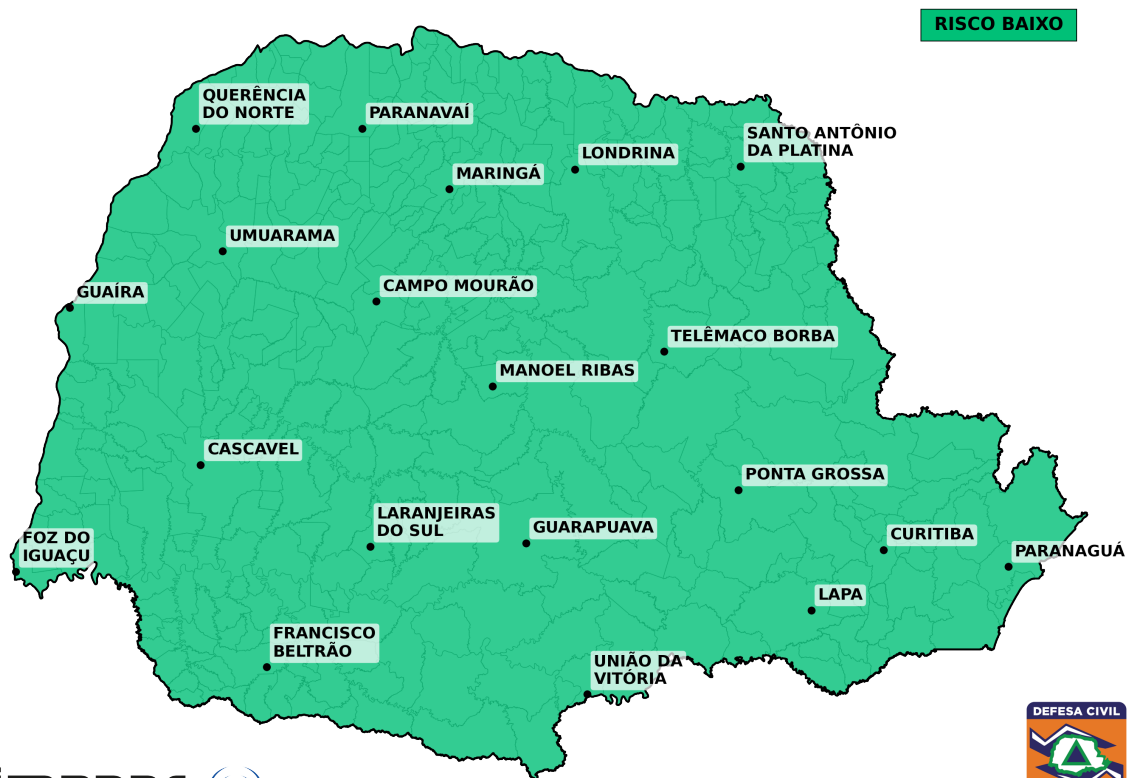 RISCO BAIXO
QUERÊNCIA
DO NORTE
PARANAVAÍ
SANTO ANTÔNIO
DA PLATINA
LONDRINA
MARINGÁ
UMUARAMA
CAMPO MOURÃO
GUAÍRA
TELÊMACO BORBA
MANOEL RIBAS
CASCAVEL
PONTA GROSSA
LARANJEIRAS
DO SUL
GUARAPUAVA
CURITIBA
FOZ DO
IGUAÇU
PARANAGUÁ
LAPA
FRANCISCO
BELTRÃO
UNIÃO DA
VITÓRIA
DEFESA CIVIL